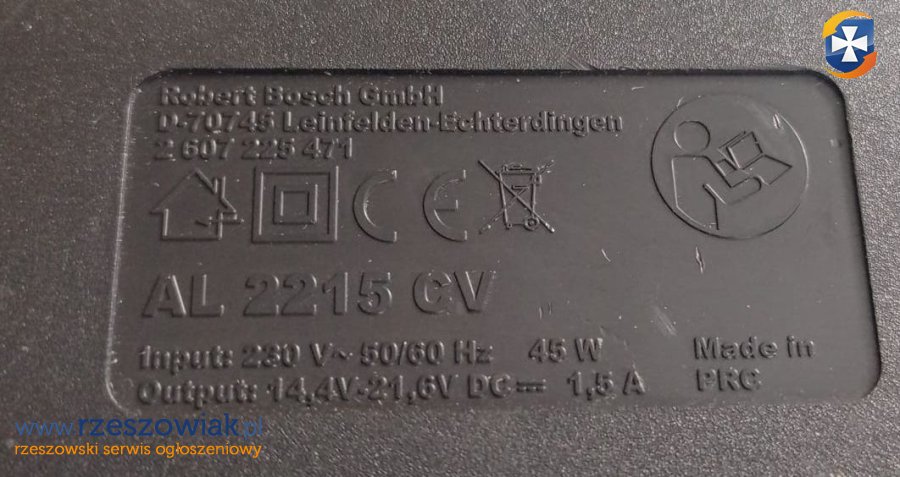 Robert Bosch GmbH
D-70745 Leinfelden-Echterdingen
2 607 225 471
CE
AL 2215 CV
Input: 230 V~ 50/60 Hz 45 W
Output: 14,4V-21,6V DC⎓ 1,5 A
Made in
PRC
www.rzeszowiak.pl
rzeszowski serwis ogłoszeniowy